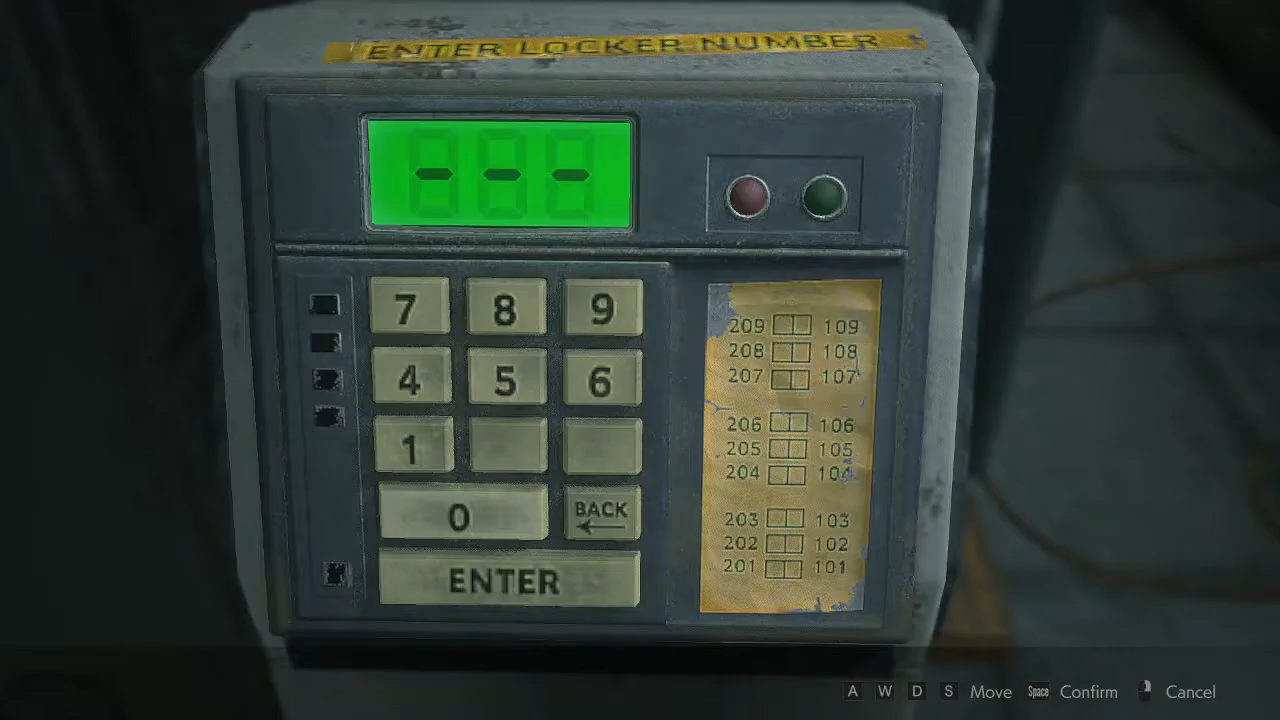 ENTER LOCKER NUMBER
- - -
7 8 9
4 5 6
1
0 BACK
ENTER
209 109
208 108
207 107
206 106
205 105
204 104
203 103
202 102
201 101
A W D S Move Space Confirm Cancel